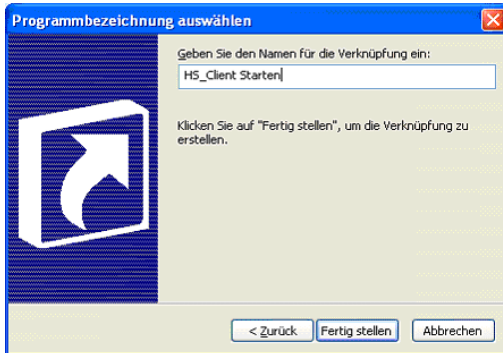 Programmbezeichnung auswählen
Geben Sie den Namen für die Verknüpfung ein:
HS_Client Starten
Klicken Sie auf "Fertig stellen", um die Verknüpfung zu
erstellen.
< Zurück Fertig stellen Abbrechen